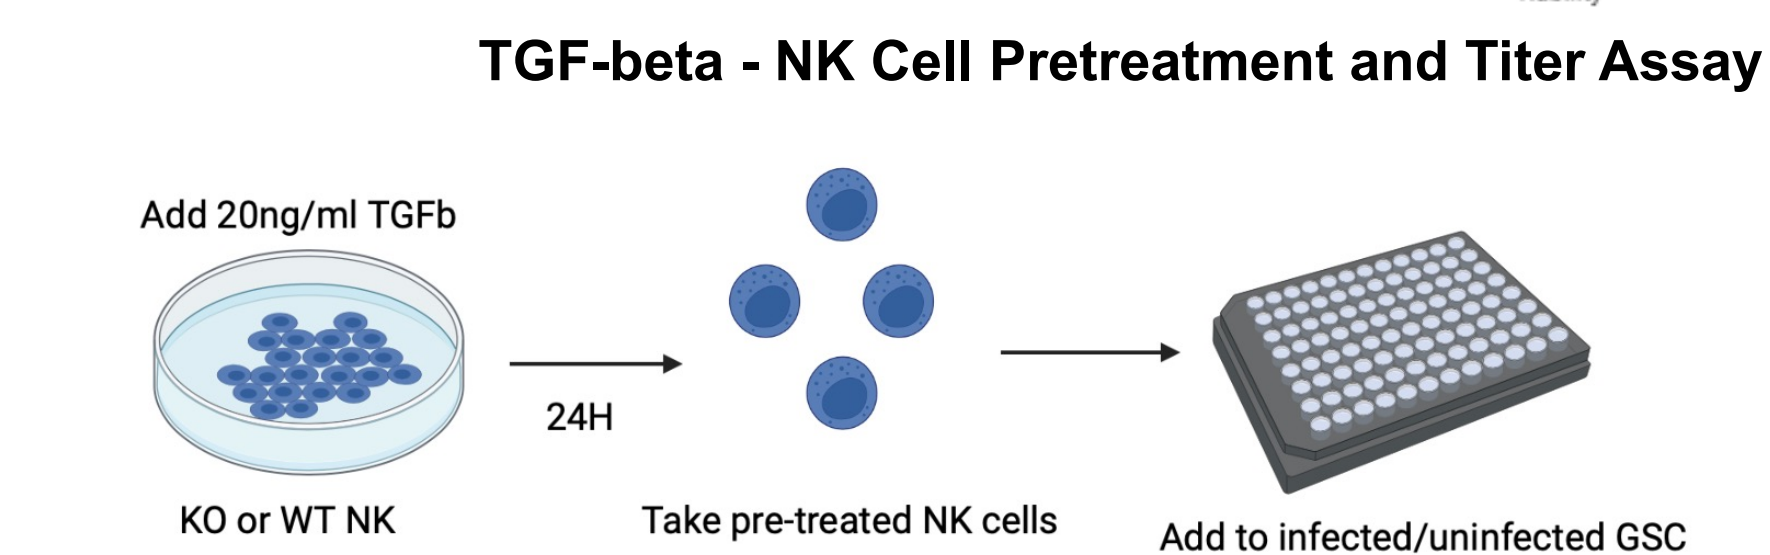 TGF-beta - NK Cell Pretreatment and Titer Assay
Add 20ng/ml TGFb
24H
KO or WT NK
Take pre-treated NK cells
Add to infected/uninfected GSC